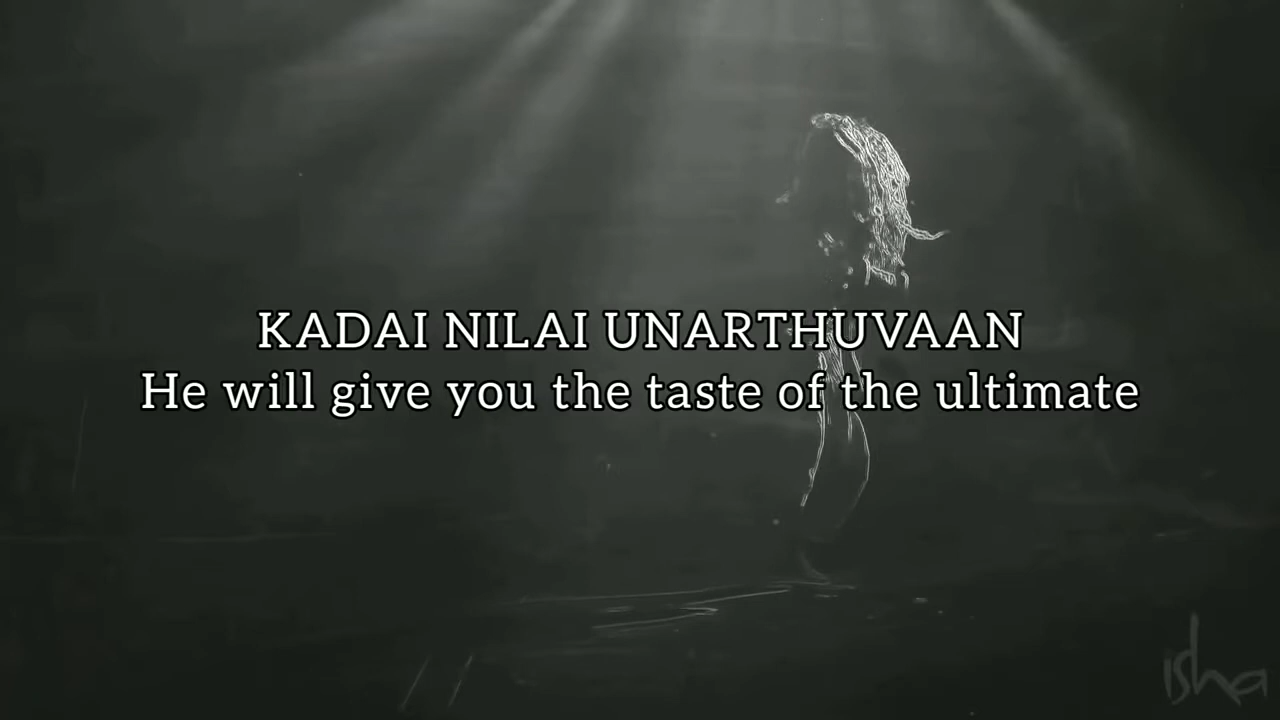 KADAI NILAI UNARTHUVAAN
He will give you the taste of the ultimate
isha